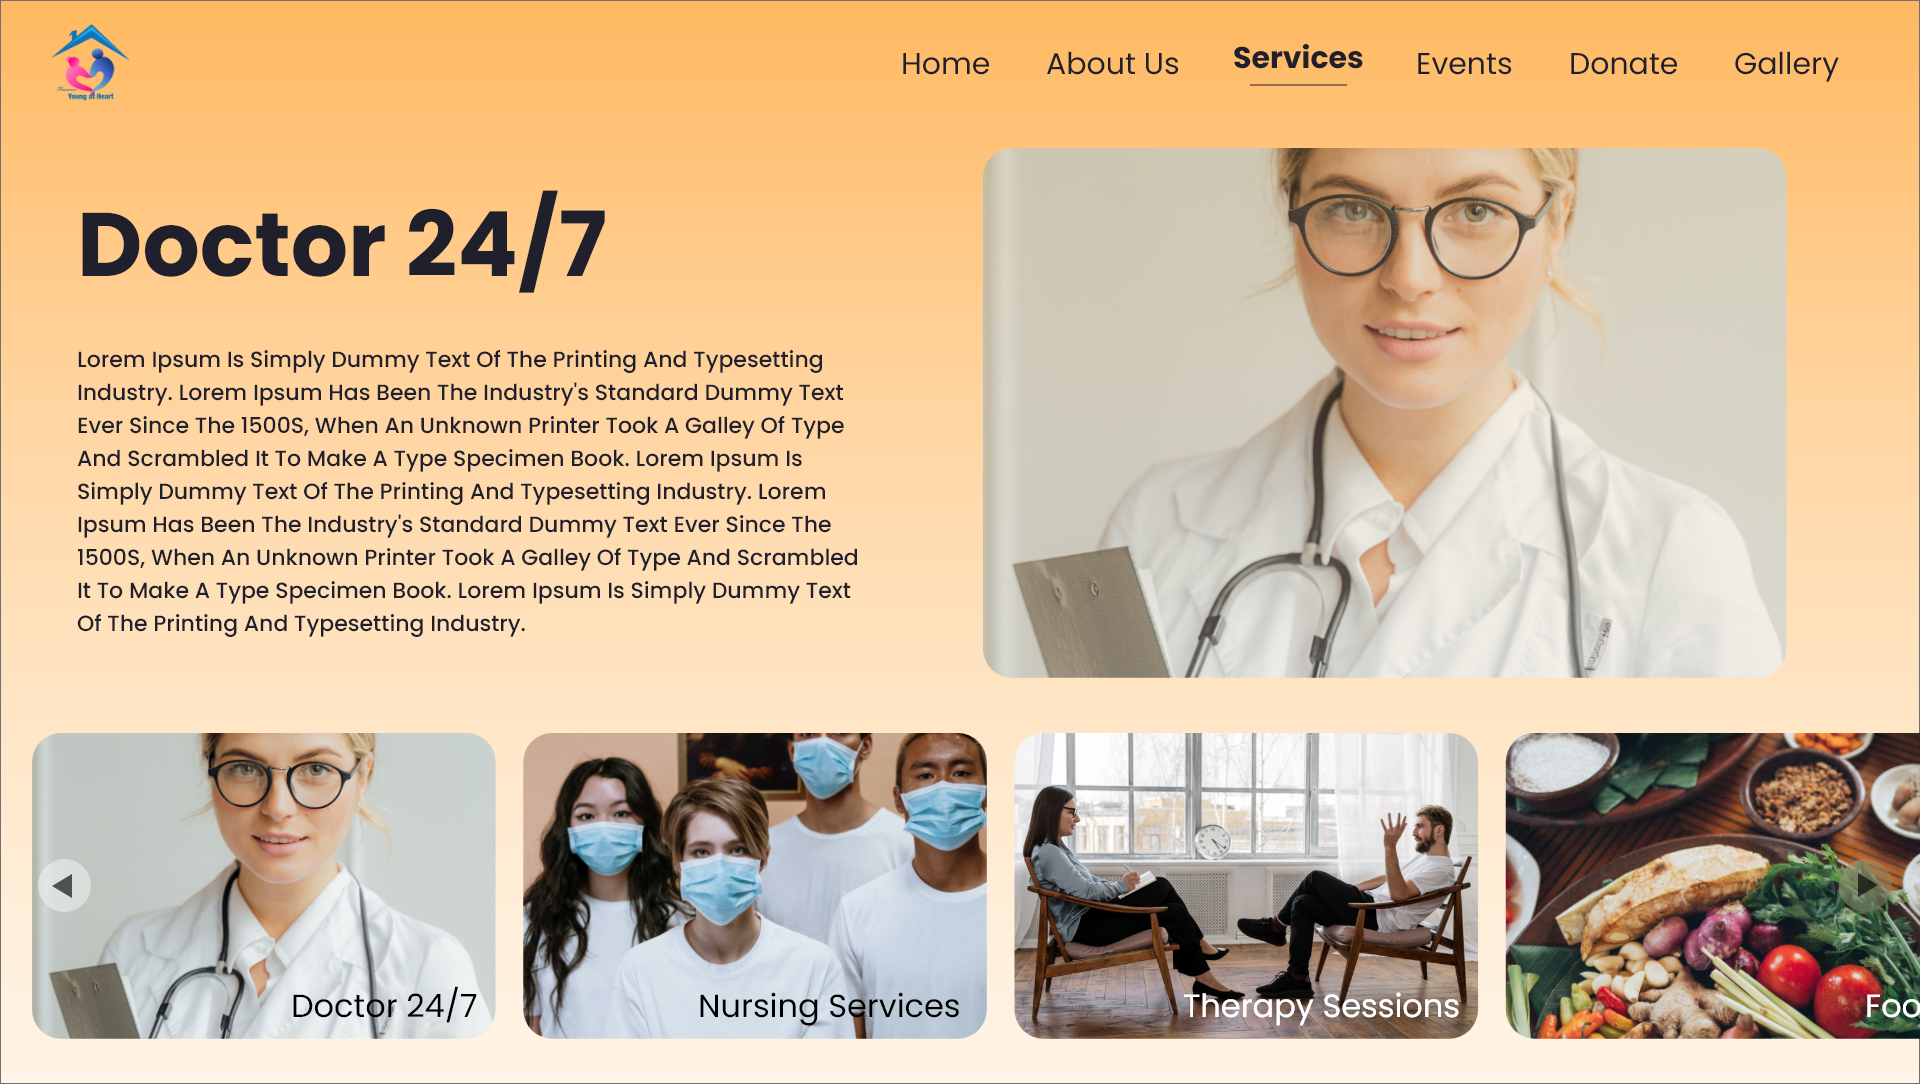 Young at Heart
Home
About Us
Services
Events
Donate
Gallery
Doctor 24/7
Lorem Ipsum Is Simply Dummy Text Of The Printing And Typesetting
Industry. Lorem Ipsum Has Been The Industry's Standard Dummy Text
Ever Since The 1500S, When An Unknown Printer Took A Galley Of Type
And Scrambled It To Make A Type Specimen Book. Lorem Ipsum Is
Simply Dummy Text Of The Printing And Typesetting Industry. Lorem
Ipsum Has Been The Industry's Standard Dummy Text Ever Since The
1500S, When An Unknown Printer Took A Galley Of Type And Scrambled
It To Make A Type Specimen Book. Lorem Ipsum Is Simply Dummy Text
Of The Printing And Typesetting Industry.
Doctor 24/7
Nursing Services
Therapy Sessions
Foo